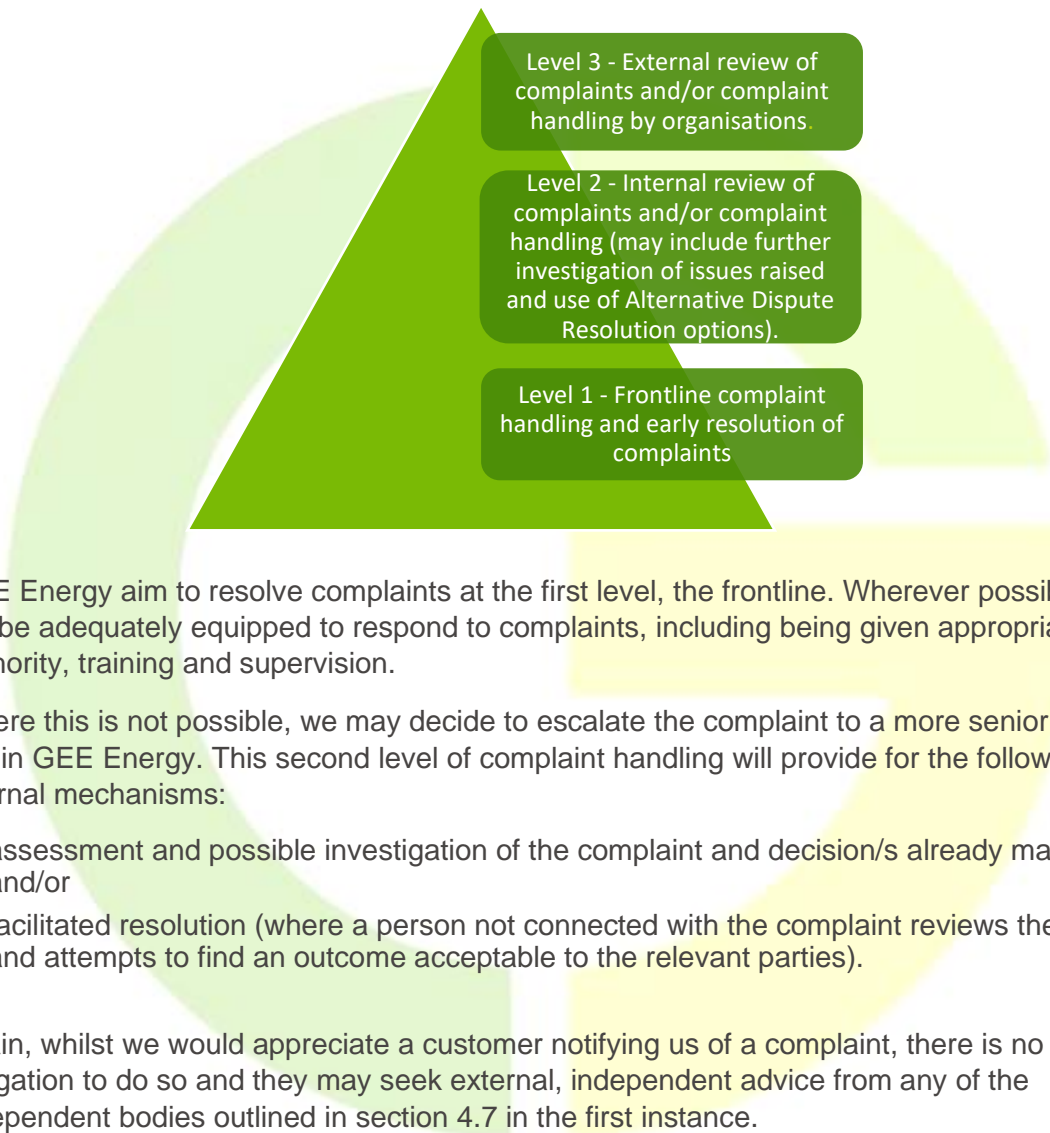 Level 3 - External review of
complaints and/or complaint
handling by organisations.
Level 2 - Internal review of
complaints and/or complaint
handling (may include further
investigation of issues raised
and use of Alternative Dispute
Resolution options).
Level 1 - Frontline complaint
handling and early resolution of
complaints
E Energy aim to resolve complaints at the first level, the frontline. Wherever possi
be adequately equipped to respond to complaints, including being given appropria
ority, training and supervision.
ere this is not possible, we may decide to escalate the complaint to a more senior
in GEE Energy. This second level of complaint handling will provide for the follow
rnal mechanisms:
assessment and possible investigation of the complaint and decision/s already ma
and/or
acilitated resolution (where a person not connected with the complaint reviews the
and attempts to find an outcome acceptable to the relevant parties).
in, whilst we would appreciate a customer notifying us of a complaint, there is no
gation to do so and they may seek external, independent advice from any of the
ependent bodies outlined in section 4.7 in the first instance.